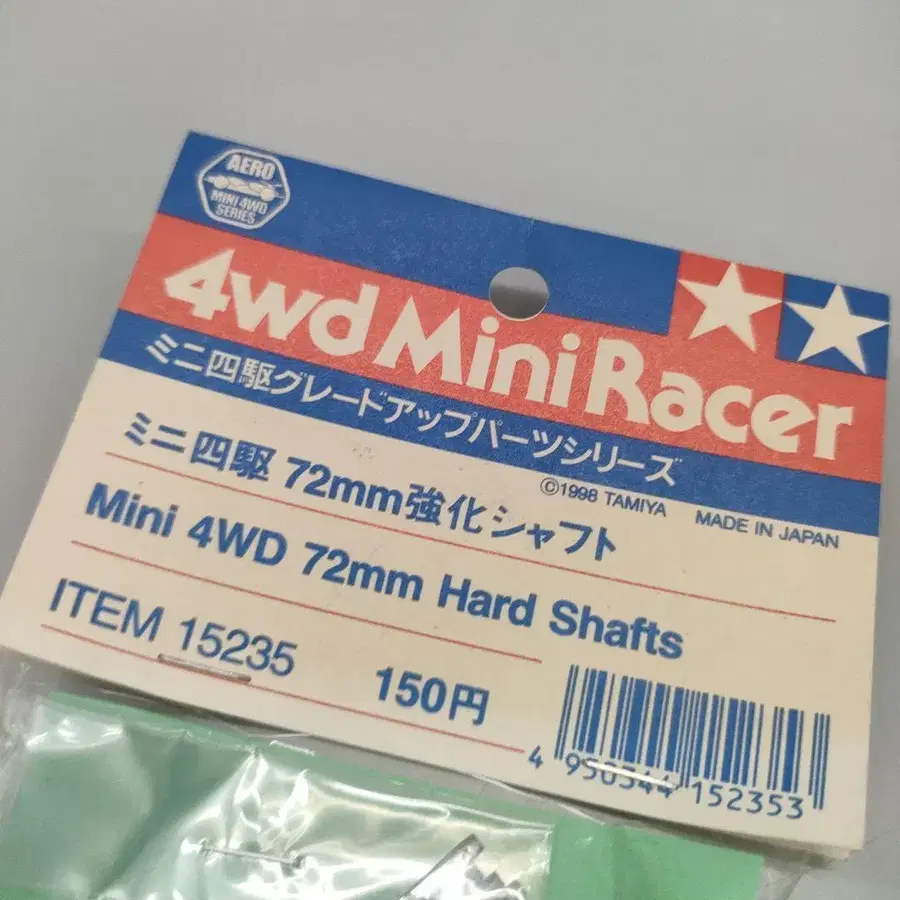 AERO
MINI 4WD
SERIES
4wd Mini Racer
ミニ四駆グレードアップパーツシリーズ
©1998 TAMIYA MADE IN JAPAN
ミニ四駆 72mm強化シャフト
Mini 4WD 72mm Hard Shafts
ITEM 15235 150円
4 950344 152353